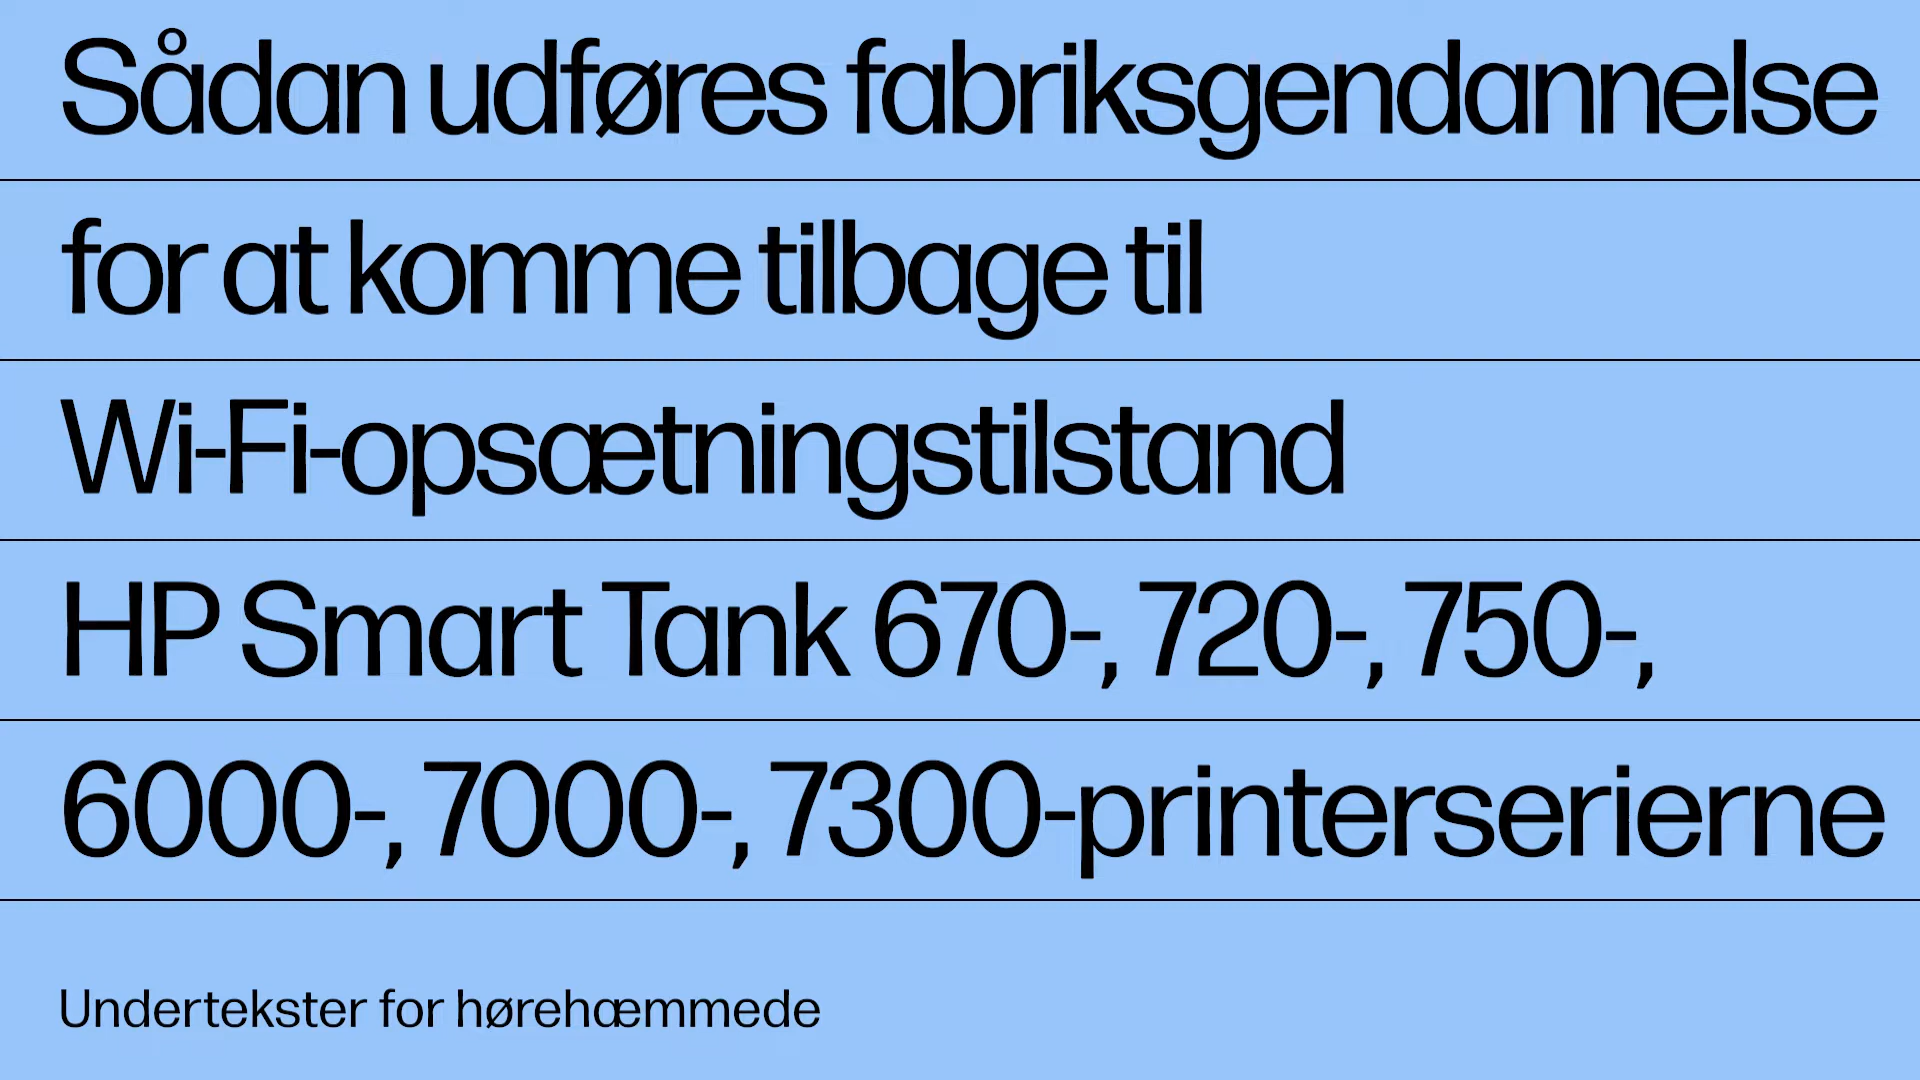 Sådan udføres fabriksgendannelse
for at komme tilbage til
Wi-Fi-opsætningstilstand
HP Smart Tank 670-, 720-, 750-,
6000-, 7000-, 7300-printerserierne
Undertekster for hørehæmmede